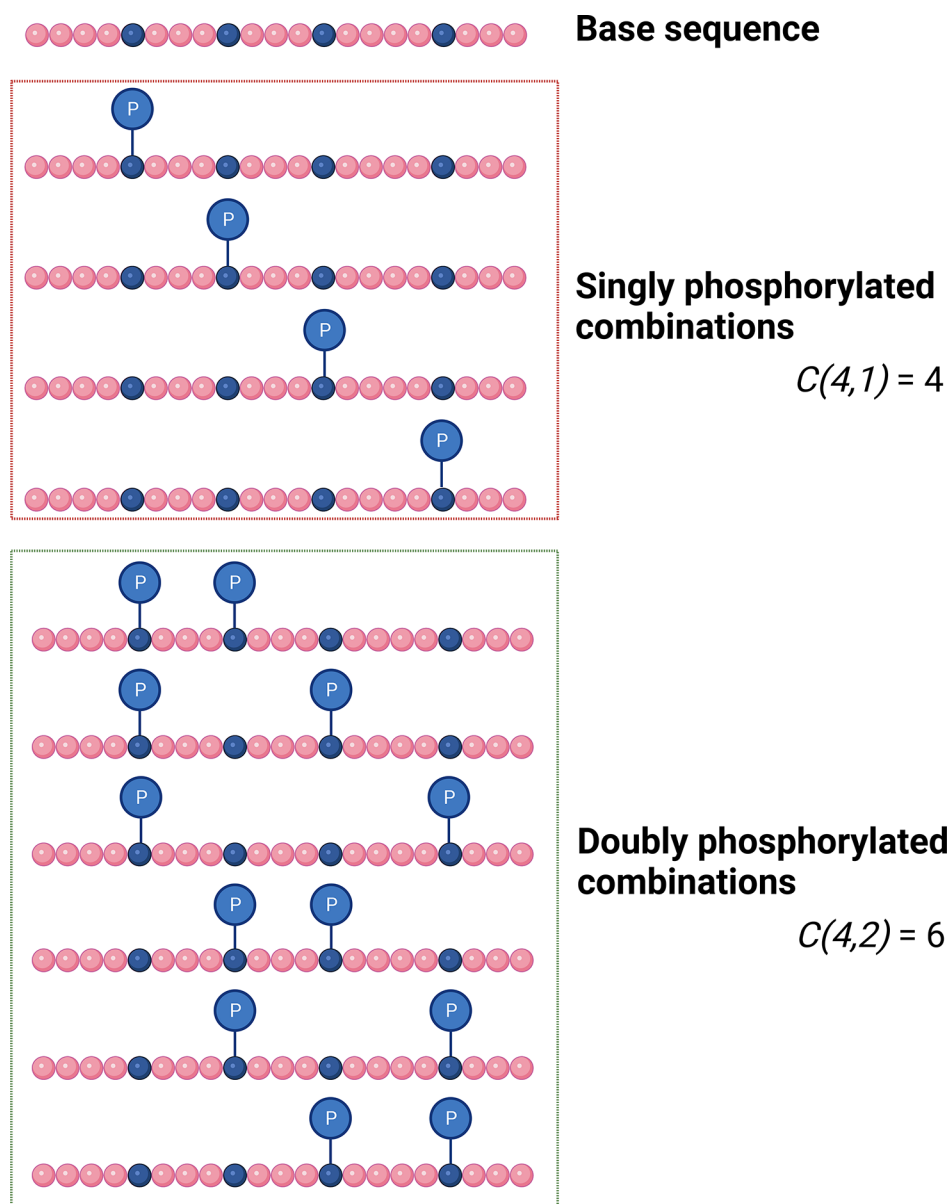 Base sequence
P
P
Singly phosphorylated
combinations
P
C(4,1) = 4
P
P P
P P
P P
Doubly phosphorylated
combinations
P P
C(4,2) = 6
P P
P P